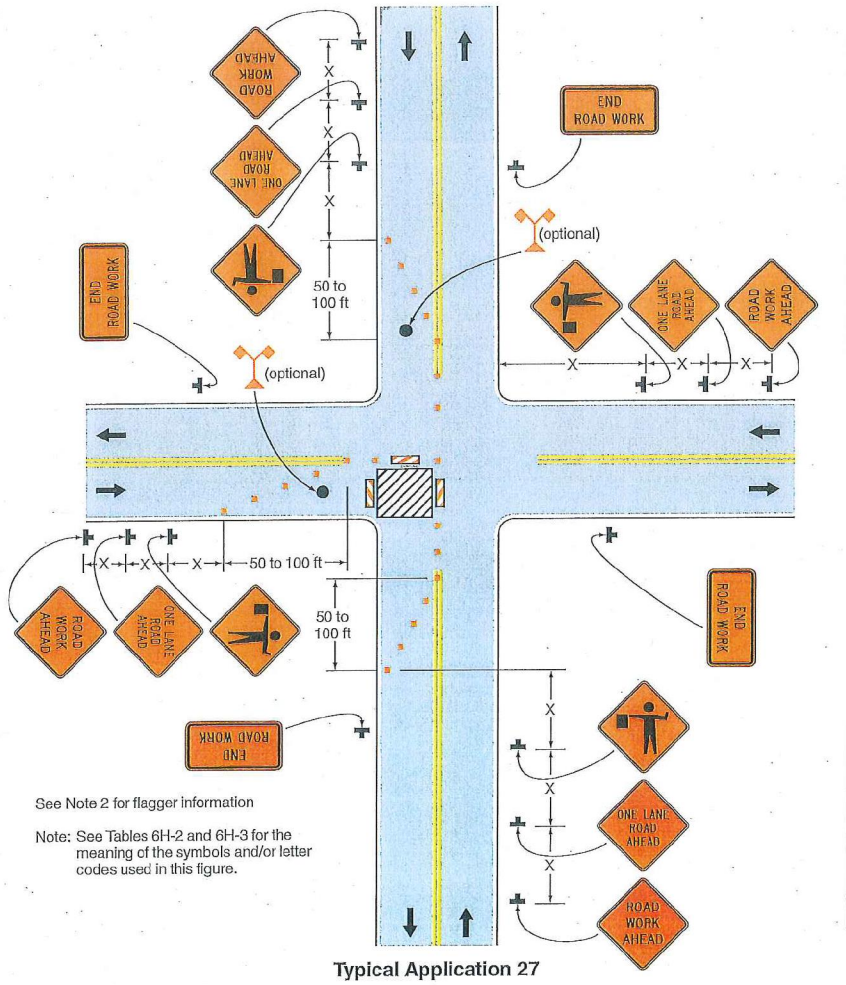 ROAD
WORK
AHEAD
X
ONE LANE
ROAD
AHEAD
X
X
END
ROAD WORK
(optional)
50 to
100 ft
END
ROAD WORK
(optional)
ONE LANE
ROAD
AHEAD
ROAD
WORK
AHEAD
X
X
X
X
X
X
50 to 100 ft
ROAD
WORK
AHEAD
ONE LANE
ROAD
AHEAD
50 to
100 ft
END
ROAD WORK
END
ROAD WORK
X
X
X
ONE LANE
ROAD
AHEAD
ROAD
WORK
AHEAD
See Note 2 for flagger information
Note: See Tables 6H-2 and 6H-3 for the
meaning of the symbols and/or letter
codes used in this figure.
Typical Application 27